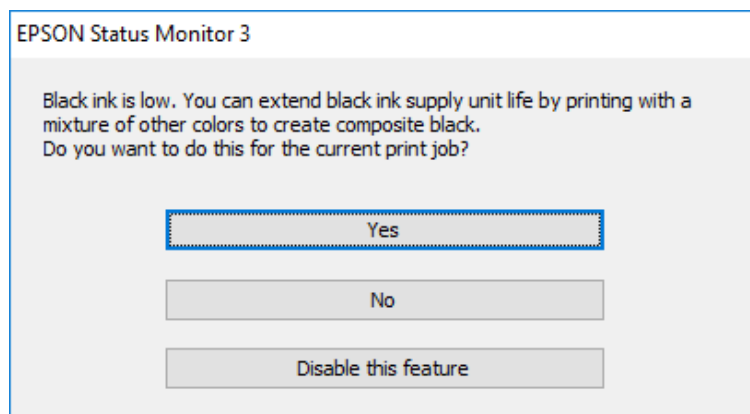 EPSON Status Monitor 3
Black ink is low. You can extend black ink supply unit life by printing with a
mixture of other colors to create composite black.
Do you want to do this for the current print job?
Yes
No
Disable this feature